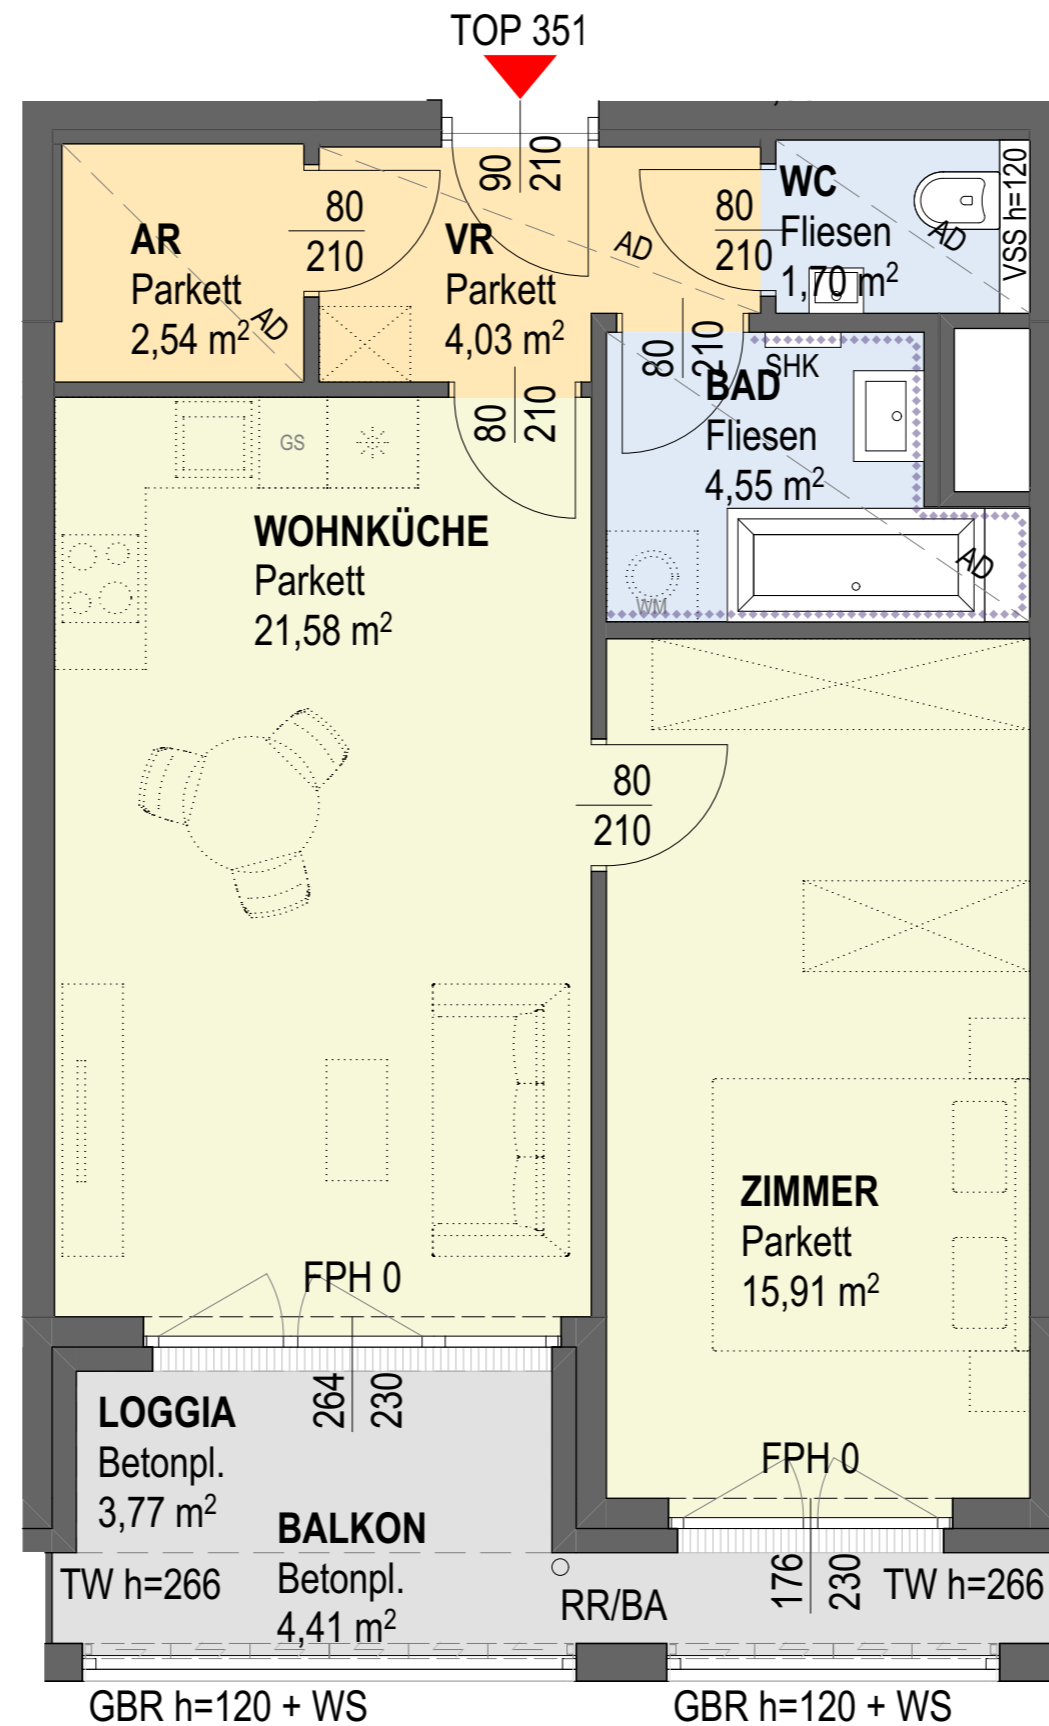 TOP 351
90
210
AR
Parkett
2,54 m²
AD
80
210
VR
Parkett
4,03 m²
AD
80
210
WC
Fliesen
1,70 m²
AD
VSS h=120
80
210
80
210
SHK
BAD
Fliesen
4,55 m²
AD
WM
GS
WOHNKÜCHE
Parkett
21,58 m²
80
210
ZIMMER
Parkett
15,91 m²
FPH 0
264
230
FPH 0
176
230
LOGGIA
Betonpl.
3,77 m²
BALKON
Betonpl.
4,41 m²
TW h=266
RR/BA
TW h=266
GBR h=120 + WS
GBR h=120 + WS